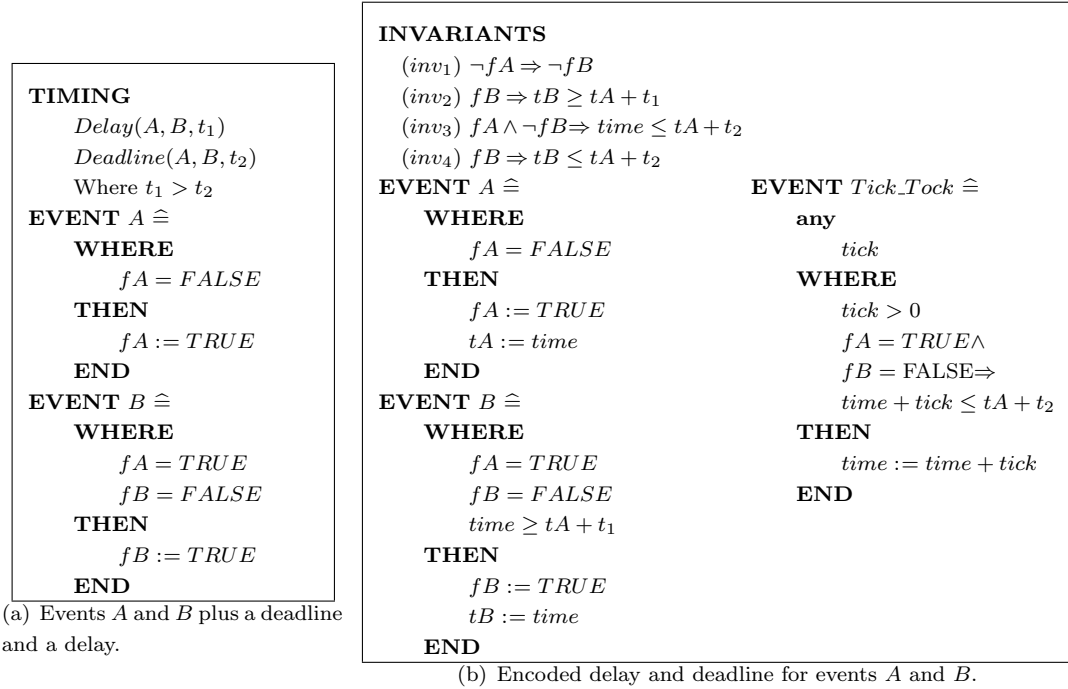 TIMING
Delay(A, B, t₁)
Deadline(A, B, t₂)
Where t₁ > t₂
EVENT A ≙
WHERE
fA = FALSE
THEN
fA := TRUE
END
EVENT B ≙
WHERE
fA = TRUE
fB = FALSE
THEN
fB := TRUE
END
(a) Events A and B plus a deadline
and a delay.
INVARIANTS
(inv₁) ¬fA ⇒ ¬fB
(inv₂) fB ⇒ tB ≥ tA + t₁
(inv₃) fA ∧ ¬fB ⇒ time ≤ tA + t₂
(inv₄) fB ⇒ tB ≤ tA + t₂
EVENT A ≙
WHERE
fA = FALSE
THEN
fA := TRUE
tA := time
END
EVENT B ≙
WHERE
fA = TRUE
fB = FALSE
time ≥ tA + t₁
THEN
fB := TRUE
tB := time
END
EVENT Tick_Tock ≙
any
tick
WHERE
tick > 0
fA = TRUE∧
fB = FALSE⇒
time + tick ≤ tA + t₂
THEN
time := time + tick
END
(b) Encoded delay and deadline for events A and B.